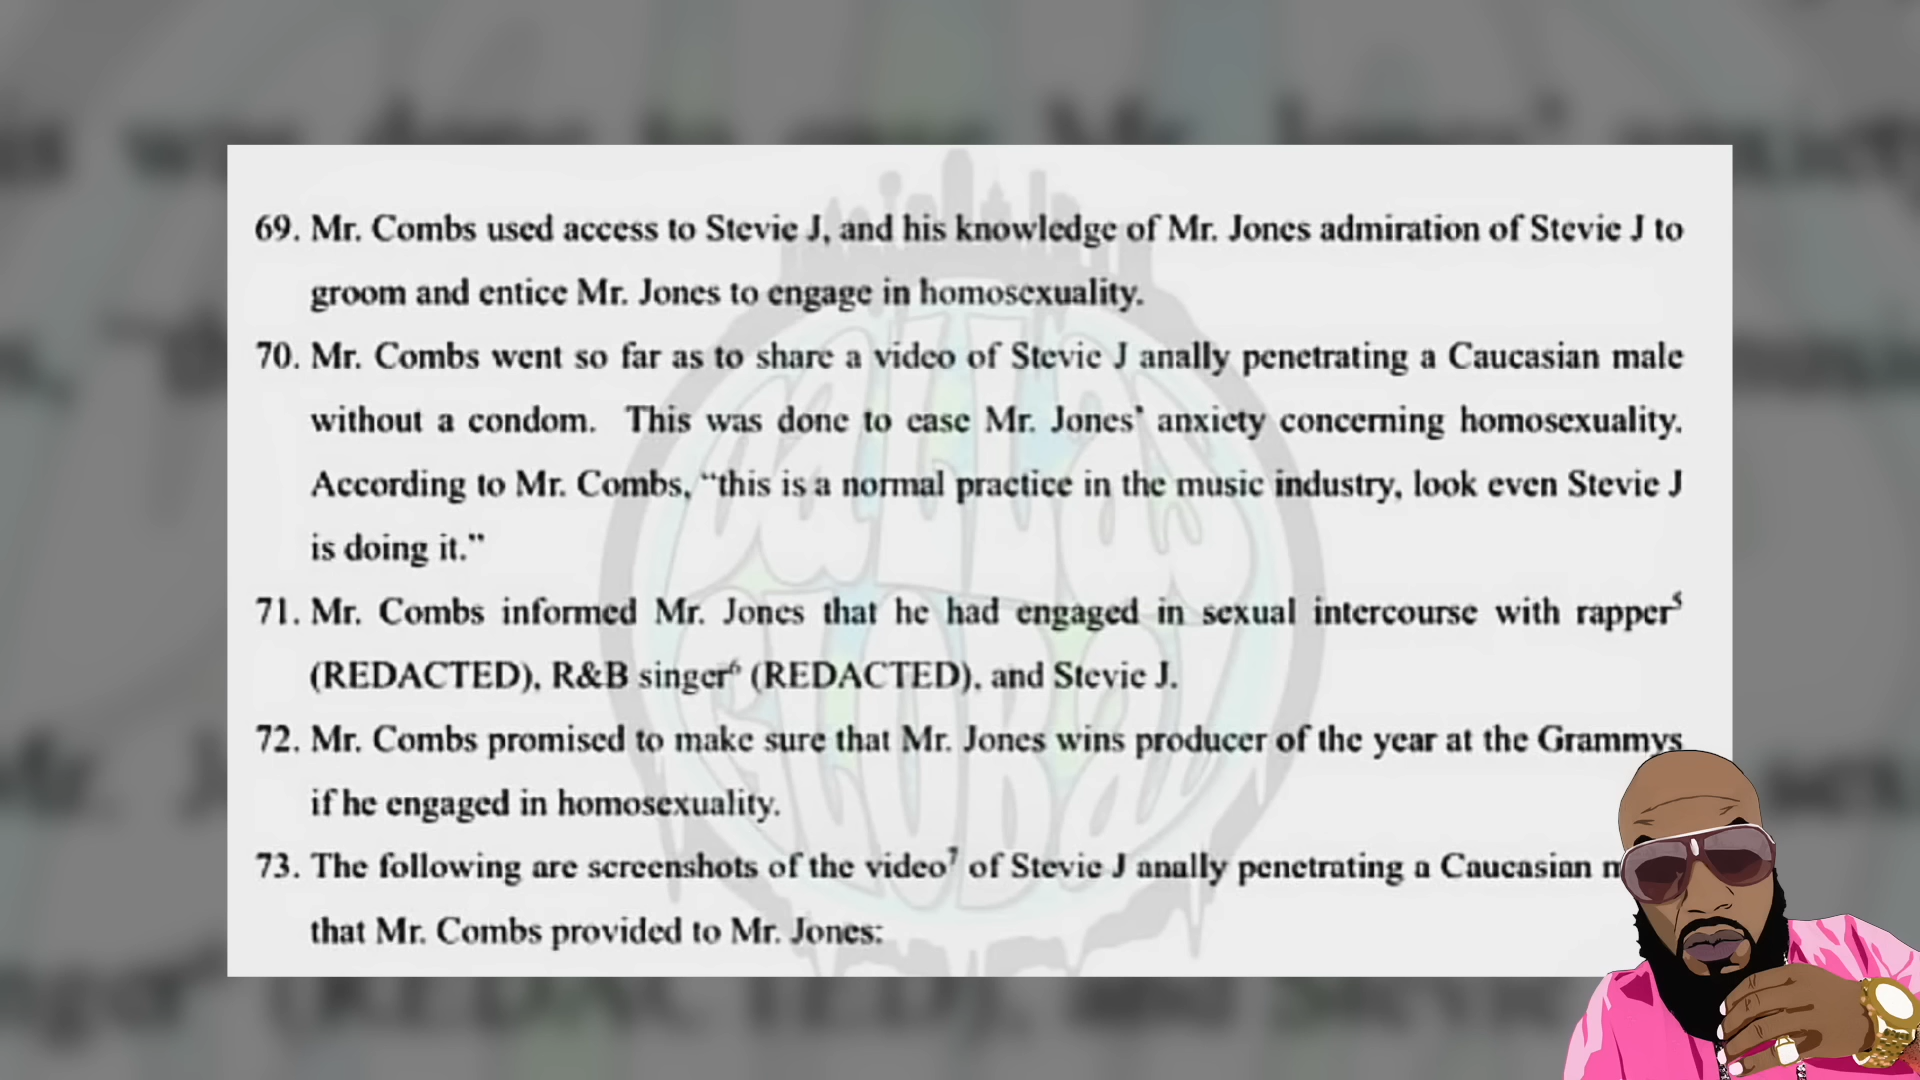 69. Mr. Combs used access to Stevie J, and his knowledge of Mr. Jones admiration of Stevie J to
groom and entice Mr. Jones to engage in homosexuality.
70. Mr. Combs went so far as to share a video of Stevie J anally penetrating a Caucasian male
without a condom. This was done to ease Mr. Jones' anxiety concerning homosexuality.
According to Mr. Combs, “this is a normal practice in the music industry, look even Stevie J
is doing it.”
71. Mr. Combs informed Mr. Jones that he had engaged in sexual intercourse with rapper⁵
(REDACTED), R&B singer⁶ (REDACTED), and Stevie J.
72. Mr. Combs promised to make sure that Mr. Jones wins producer of the year at the Grammys
if he engaged in homosexuality.
73. The following are screenshots of the video⁷ of Stevie J anally penetrating a Caucasian
that Mr. Combs provided to Mr. Jones: